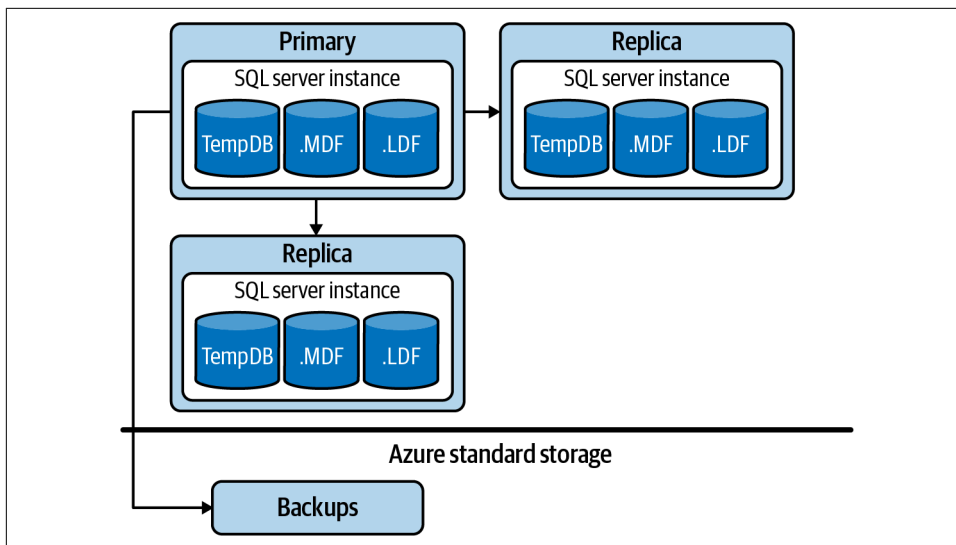 Primary
SQL server instance
TempDB .MDF .LDF
Replica
SQL server instance
TempDB .MDF .LDF
Replica
SQL server instance
TempDB .MDF .LDF
Azure standard storage
Backups